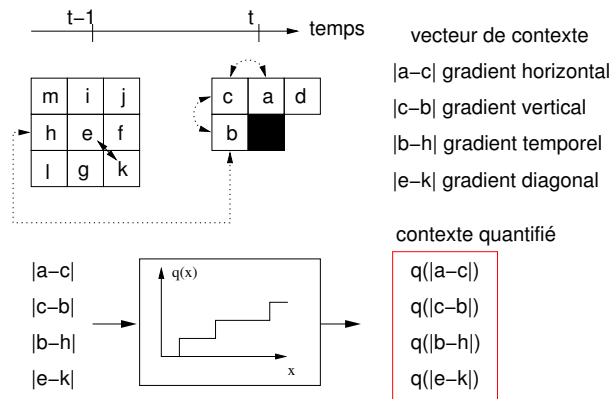 t−1 t temps
vecteur de contexte
m i j
h e f
l g k
c a d
b
|a−c| gradient horizontal
|c−b| gradient vertical
|b−h| gradient temporel
|e−k| gradient diagonal
|a−c|
|c−b|
|b−h|
|e−k|
q(x)
x
contexte quantifié
q(|a−c|)
q(|c−b|)
q(|b−h|)
q(|e−k|)